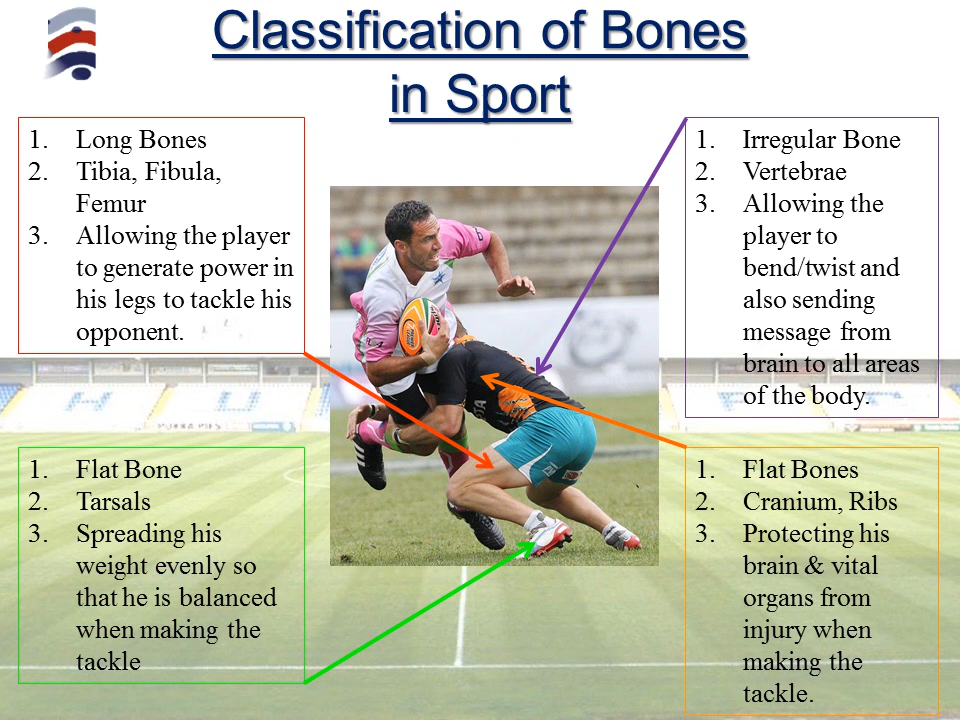 Classification of Bones
in Sport
1. Long Bones
2. Tibia, Fibula,
Femur
3. Allowing the player
to generate power in
his legs to tackle his
opponent.
1. Irregular Bone
2. Vertebrae
3. Allowing the
player to
bend/twist and
also sending
message from
brain to all areas
of the body.
1. Flat Bone
2. Tarsals
3. Spreading his
weight evenly so
that he is balanced
when making the
tackle
1. Flat Bones
2. Cranium, Ribs
3. Protecting his
brain & vital
organs from
injury when
making the
tackle.